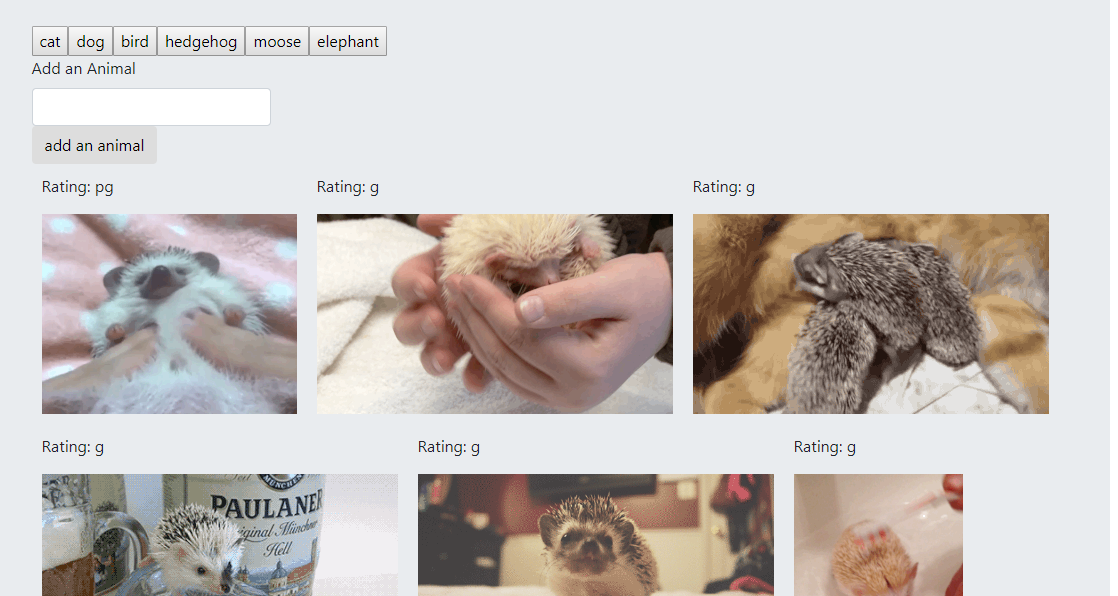 cat dog bird hedgehog moose elephant
Add an Animal
add an animal
Rating: pg
Rating: g
Rating: g
Rating: g
Rating: g
Rating: g
MÜNCHEN
PAULANER
Original Münchner
Hell